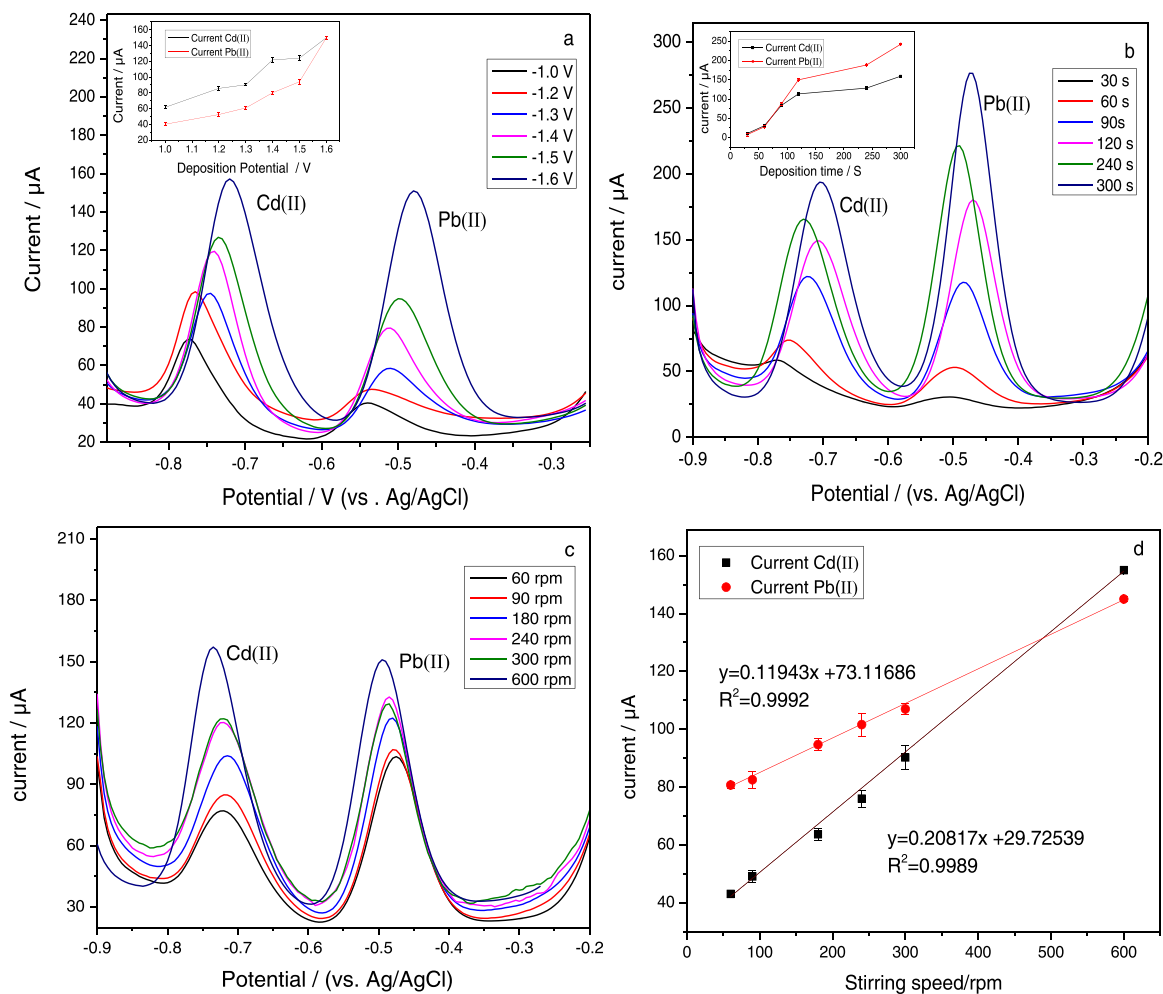 a
240
220
200
180
160
140
120
100
80
60
40
20
Current / µA
-0.8
-0.7
-0.6
-0.5
-0.4
-0.3
Potential / V (vs . Ag/AgCl)
Current Cd(II)
Current Pb(II)
160
140
120
100
80
60
40
20
Current / µA
1.0
1.1
1.2
1.3
1.4
1.5
1.6
Deposition Potential / V
-1.0 V
-1.2 V
-1.3 V
-1.4 V
-1.5 V
-1.6 V
Cd(II)
Pb(II)
b
300
250
200
150
100
50
0
current / µA
-0.9
-0.8
-0.7
-0.6
-0.5
-0.4
-0.3
-0.2
Potential / (vs. Ag/AgCl)
Current Cd(II)
Current Pb(II)
250
200
150
100
50
0
current / µA
0
50
100
150
200
250
300
Deposition time / S
30 s
60 s
90s
120 s
240 s
300 s
Cd(II)
Pb(II)
c
210
180
150
120
90
60
30
current / µA
-0.9
-0.8
-0.7
-0.6
-0.5
-0.4
-0.3
-0.2
Potential / (vs. Ag/AgCl)
60 rpm
90 rpm
180 rpm
240 rpm
300 rpm
600 rpm
Cd(II)
Pb(II)
d
160
140
120
100
80
60
40
current / µA
0
100
200
300
400
500
600
Stirring speed/rpm
Current Cd(II)
Current Pb(II)
y=0.11943x +73.11686
R²=0.9992
y=0.20817x +29.72539
R²=0.9989